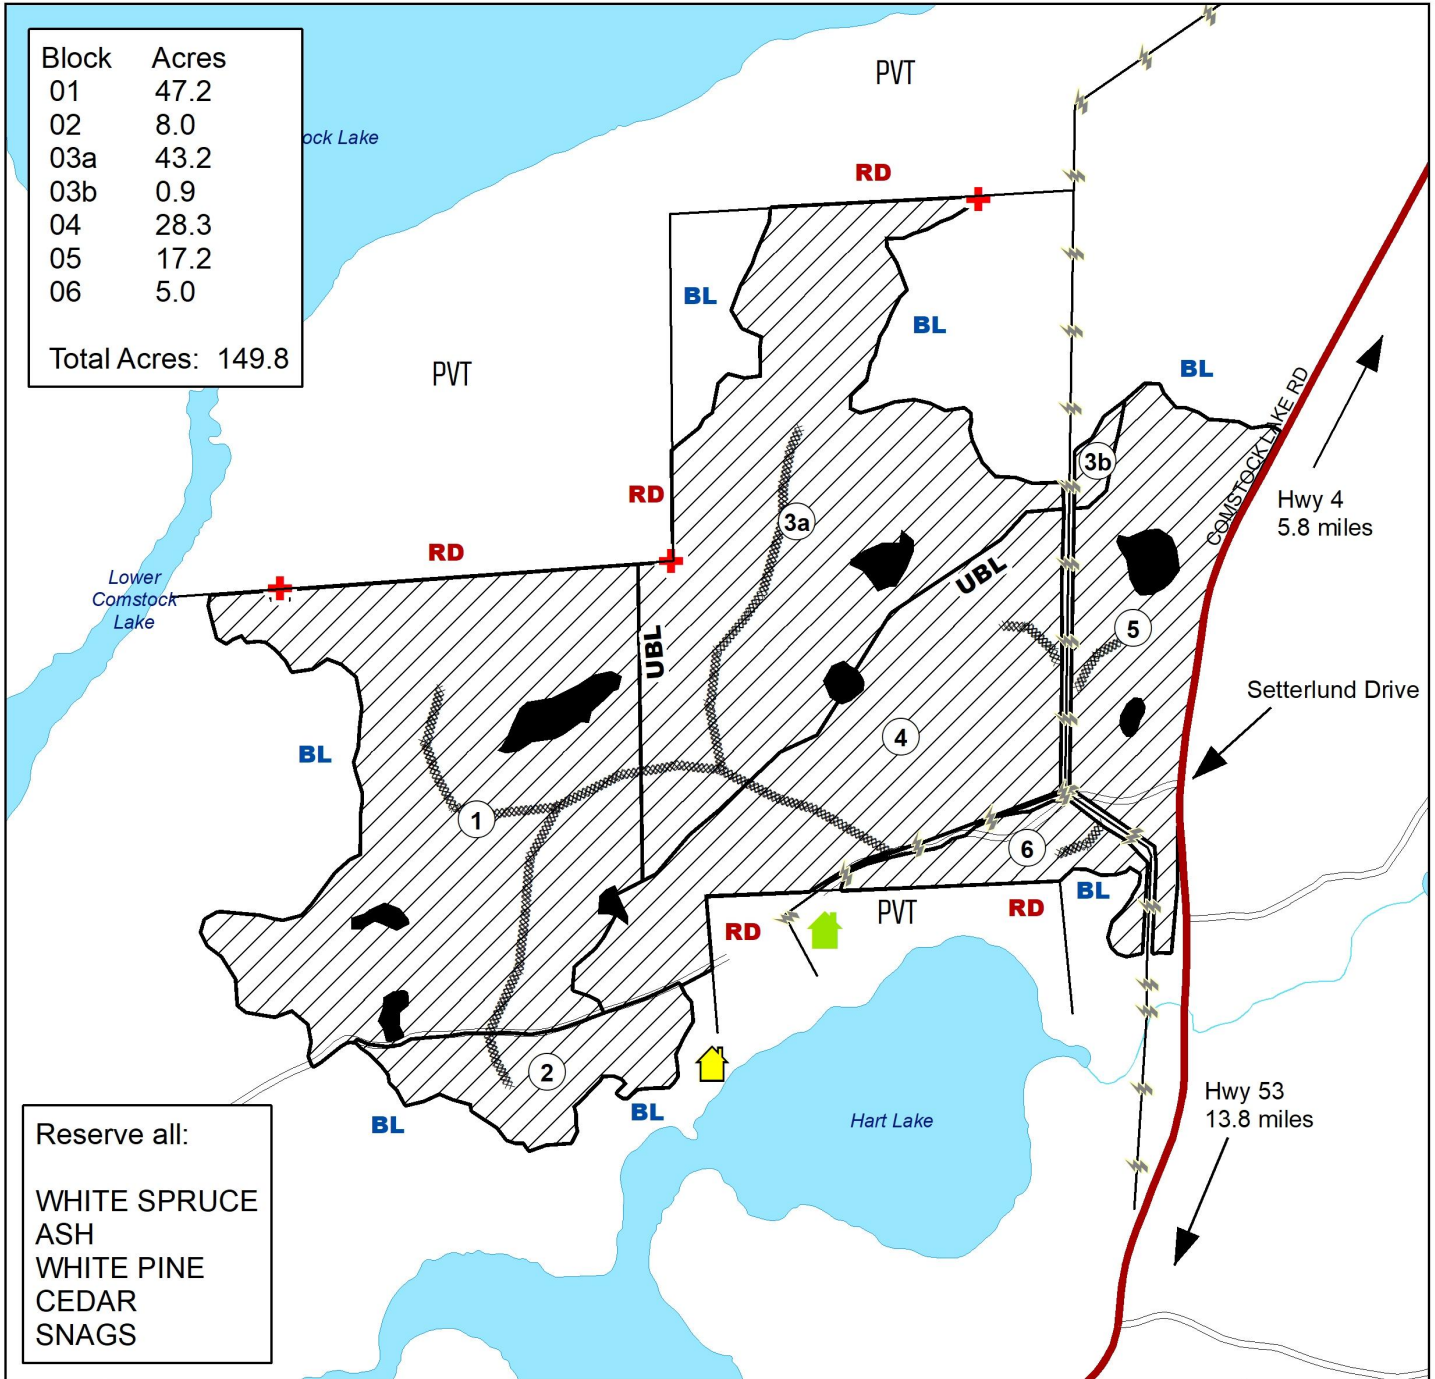 Block Acres
01 47.2
02 8.0
03a 43.2
03b 0.9
04 28.3
05 17.2
06 5.0
Total Acres: 149.8
ock Lake
PVT
RD
BL
BL
PVT
BL
COMSTOCK LAKE RD
3b
RD
Hwy 4
5.8 miles
3a
RD
UBL
Lower
Comstock
Lake
5
UBL
Setterlund Drive
4
BL
1
6
BL
RD
PVT
RD
2
Hwy 53
13.8 miles
BL
BL
Hart Lake
Reserve all:
WHITE SPRUCE
ASH
WHITE PINE
CEDAR
SNAGS